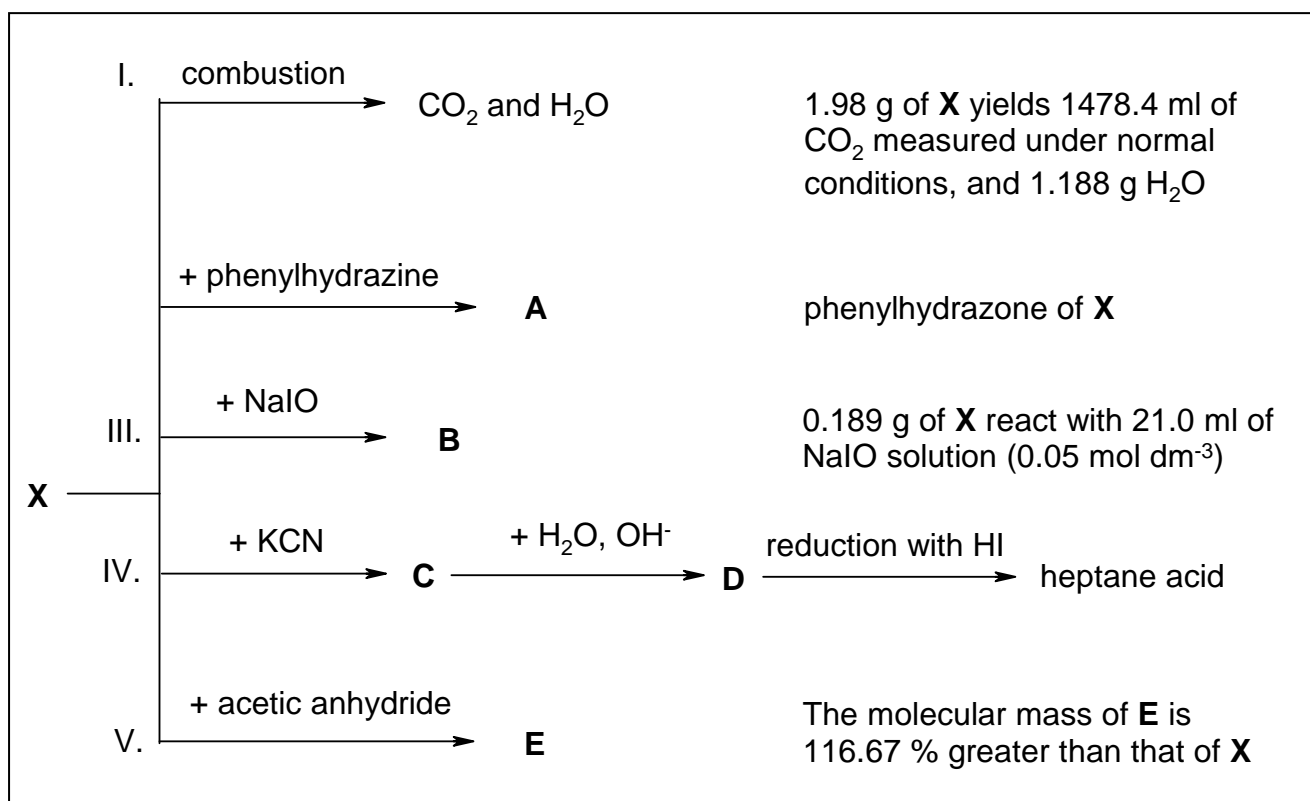 I. combustion
CO2 and H2O
1.98 g of X yields 1478.4 ml of
CO2 measured under normal
conditions, and 1.188 g H2O
+ phenylhydrazine
A
phenylhydrazone of X
III.
+ NaIO
B
0.189 g of X react with 21.0 ml of
NaIO solution (0.05 mol dm-3)
X
IV.
+ KCN
C
+ H2O, OH-
D
reduction with HI
heptane acid
V.
+ acetic anhydride
E
The molecular mass of E is
116.67 % greater than that of X